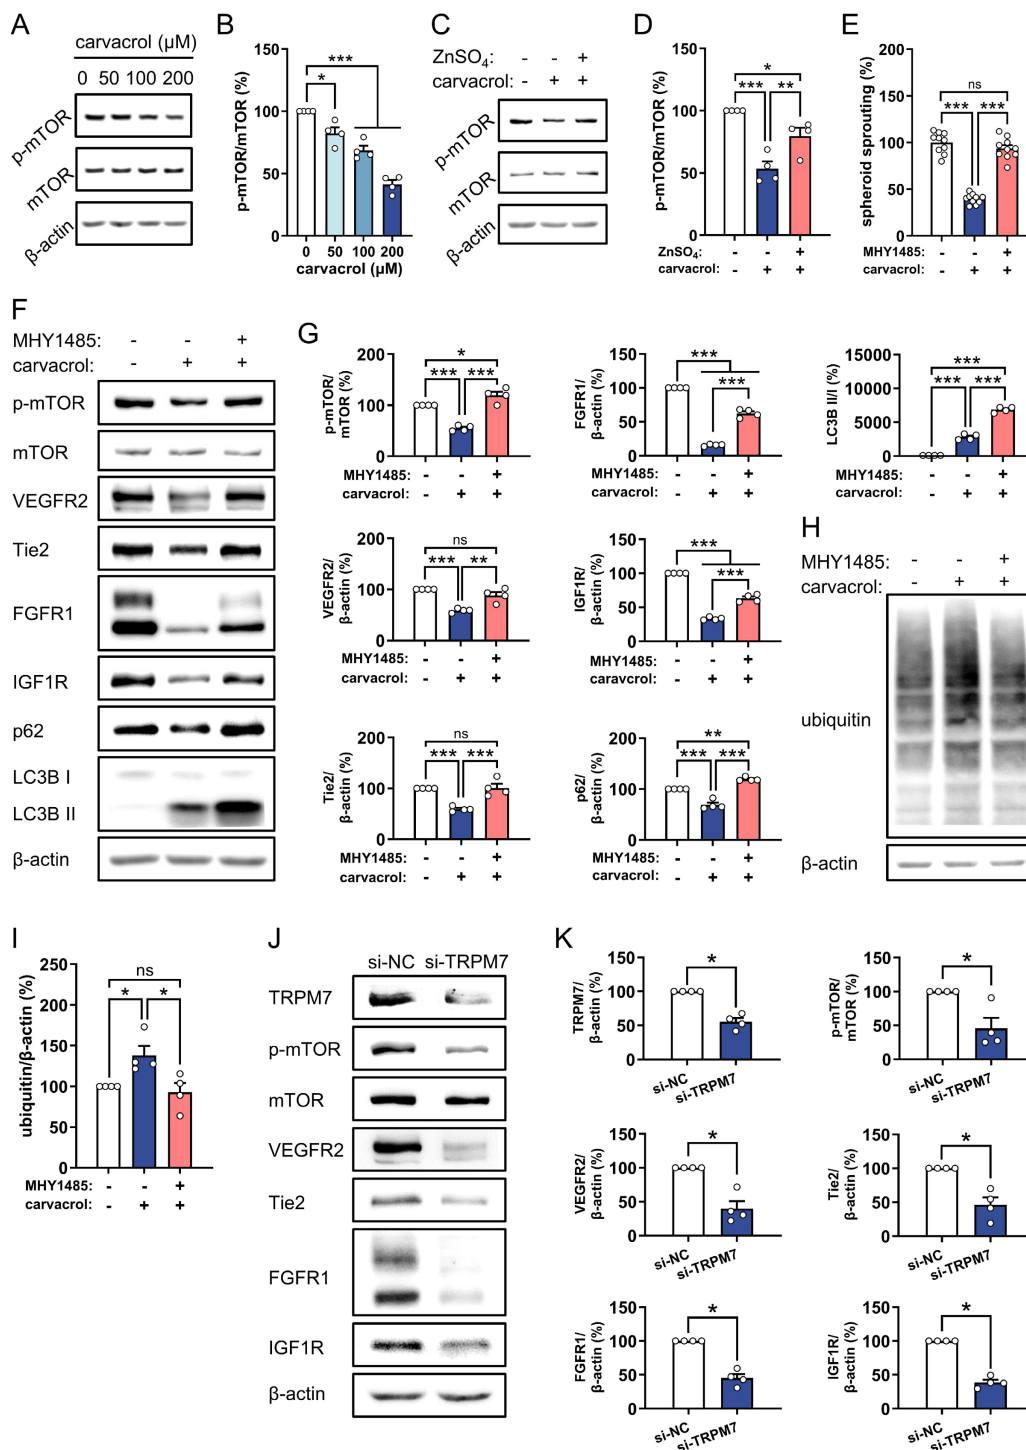 A
carvacrol (μM)
0 50 100 200
p-mTOR
mTOR
β-actin
B
p-mTOR/mTOR (%)
150
100
50
0
***
*
0 50 100 200
carvacrol (μM)
C
ZnSO4: - - +
carvacrol: - + +
p-mTOR
mTOR
β-actin
D
p-mTOR/mTOR (%)
150
100
50
0
*
*** **
ZnSO4: - - +
carvacrol: - + +
E
spheroid sprouting (%)
150
100
50
0
ns
*** ***
MHY1485: - - +
carvacrol: - + +
F
MHY1485: - - +
carvacrol: - + +
p-mTOR
mTOR
VEGFR2
Tie2
FGFR1
IGF1R
p62
LC3B I
LC3B II
β-actin
G
p-mTOR/
mTOR (%)
200
100
0
*
*** ***
MHY1485: - - +
carvacrol: - + +
FGFR1/
β-actin (%)
150
100
50
0
***
***
MHY1485: - - +
carvacrol: - + +
LC3B II/I (%)
15000
10000
5000
0
***
*** ***
MHY1485: - - +
carvacrol: - + +
VEGFR2/
β-actin (%)
200
100
0
ns
*** **
MHY1485: - - +
carvacrol: - + +
IGF1R/
β-actin (%)
150
100
50
0
***
***
MHY1485: - - +
caravcrol: - + +
Tie2/
β-actin (%)
200
100
0
ns
*** ***
MHY1485: - - +
carvacrol: - + +
p62/
β-actin (%)
200
100
0
**
*** ***
MHY1485: - - +
carvacrol: - + +
H
MHY1485: - - +
carvacrol: - + +
ubiquitin
β-actin
I
ubiquitin/β-actin (%)
250
200
150
100
50
0
ns
* *
MHY1485: - - +
carvacrol: - + +
J
si-NC si-TRPM7
TRPM7
p-mTOR
mTOR
VEGFR2
Tie2
FGFR1
IGF1R
β-actin
K
TRPM7/
β-actin (%)
150
100
50
0
*
si-NC
si-TRPM7
p-mTOR/
mTOR (%)
150
100
50
0
*
si-NC
si-TRPM7
VEGFR2/
β-actin (%)
150
100
50
0
*
si-NC
si-TRPM7
Tie2/
β-actin (%)
150
100
50
0
*
si-NC
si-TRPM7
FGFR1/
β-actin (%)
150
100
50
0
*
si-NC
si-TRPM7
IGF1R/
β-actin (%)
150
100
50
0
*
si-NC
si-TRPM7